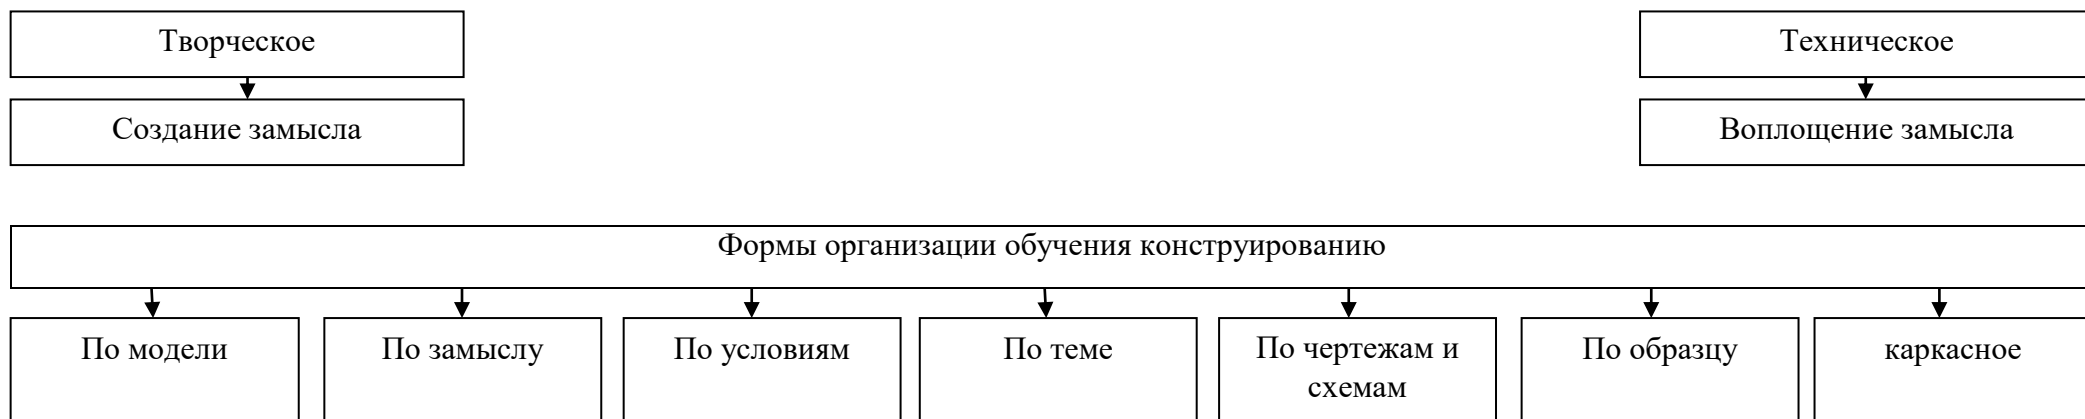 Творческое
Техническое
Создание замысла
Воплощение замысла
Формы организации обучения конструированию
По модели
По замыслу
По условиям
По теме
По чертежам и
схемам
По образцу
каркасное